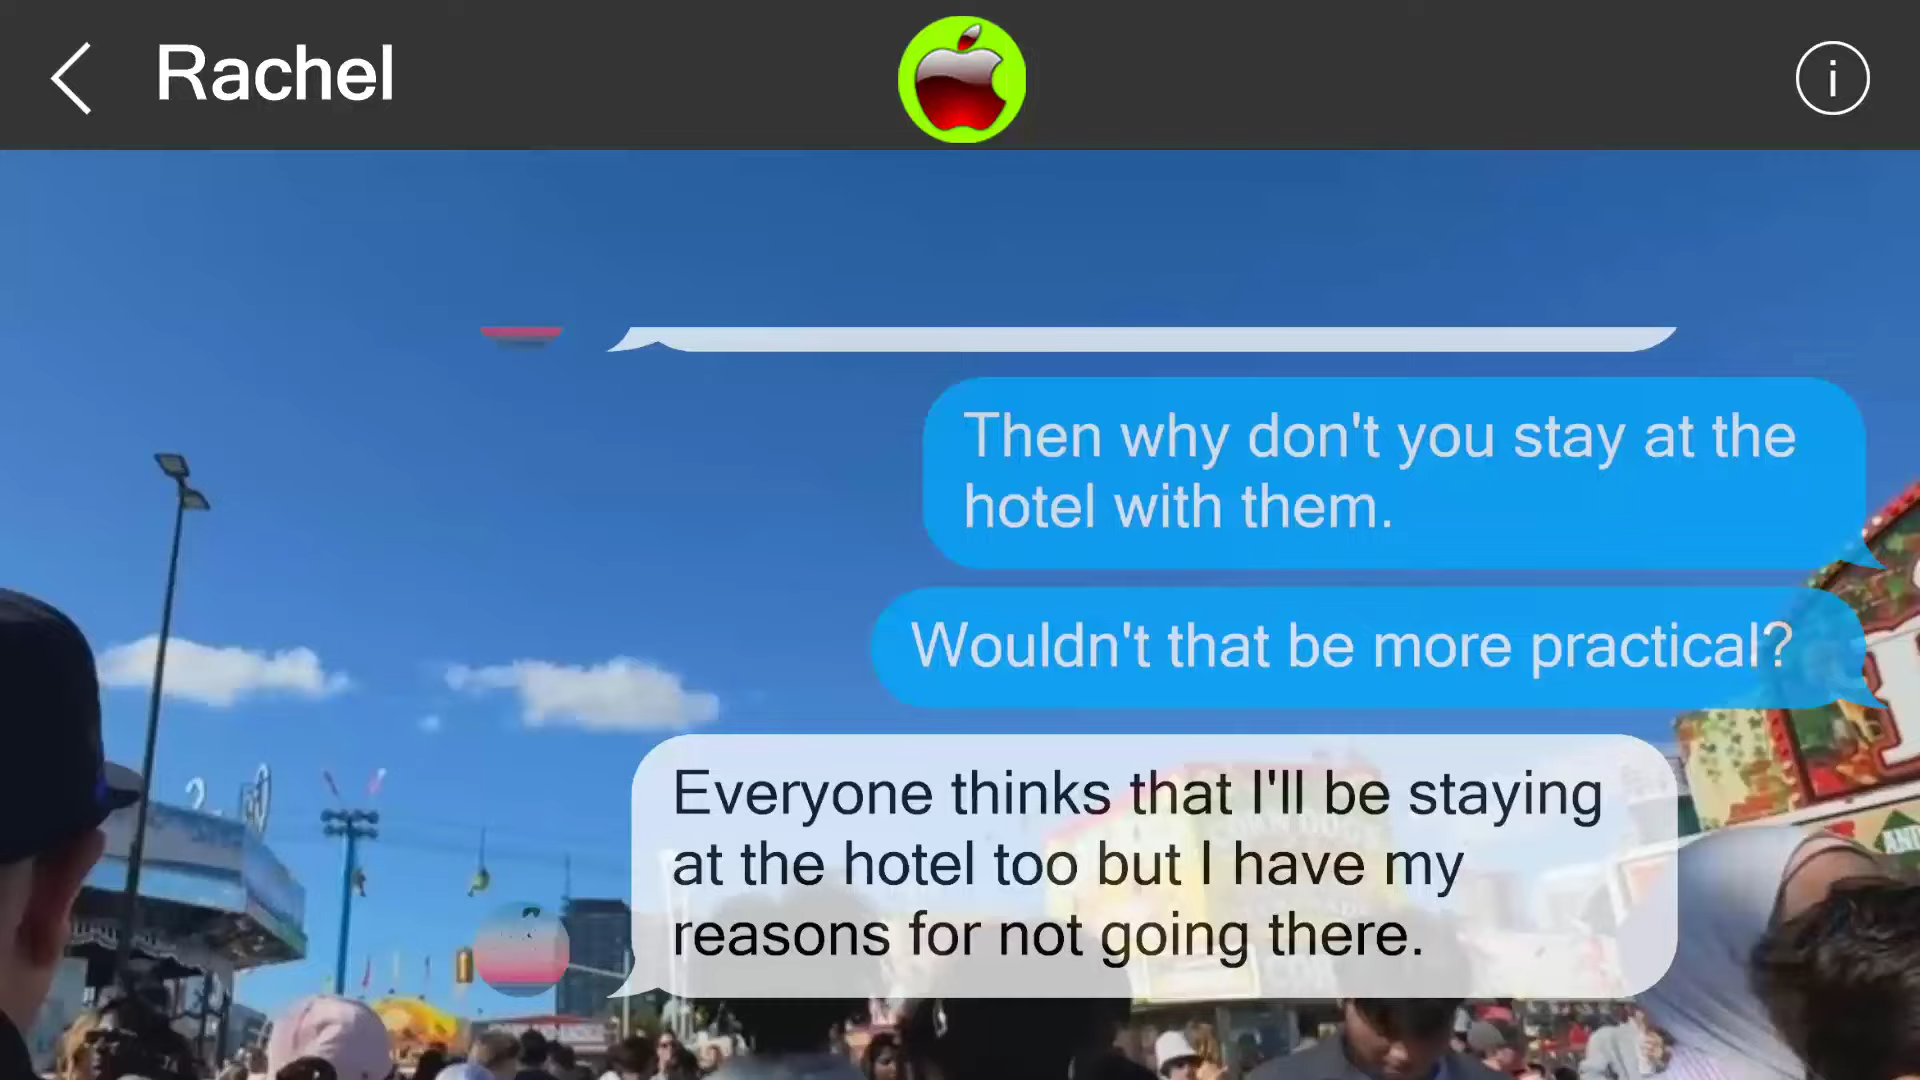 Rachel
Then why don't you stay at the
hotel with them.
Wouldn't that be more practical?
Everyone thinks that I'll be staying
at the hotel too but I have my
reasons for not going there.